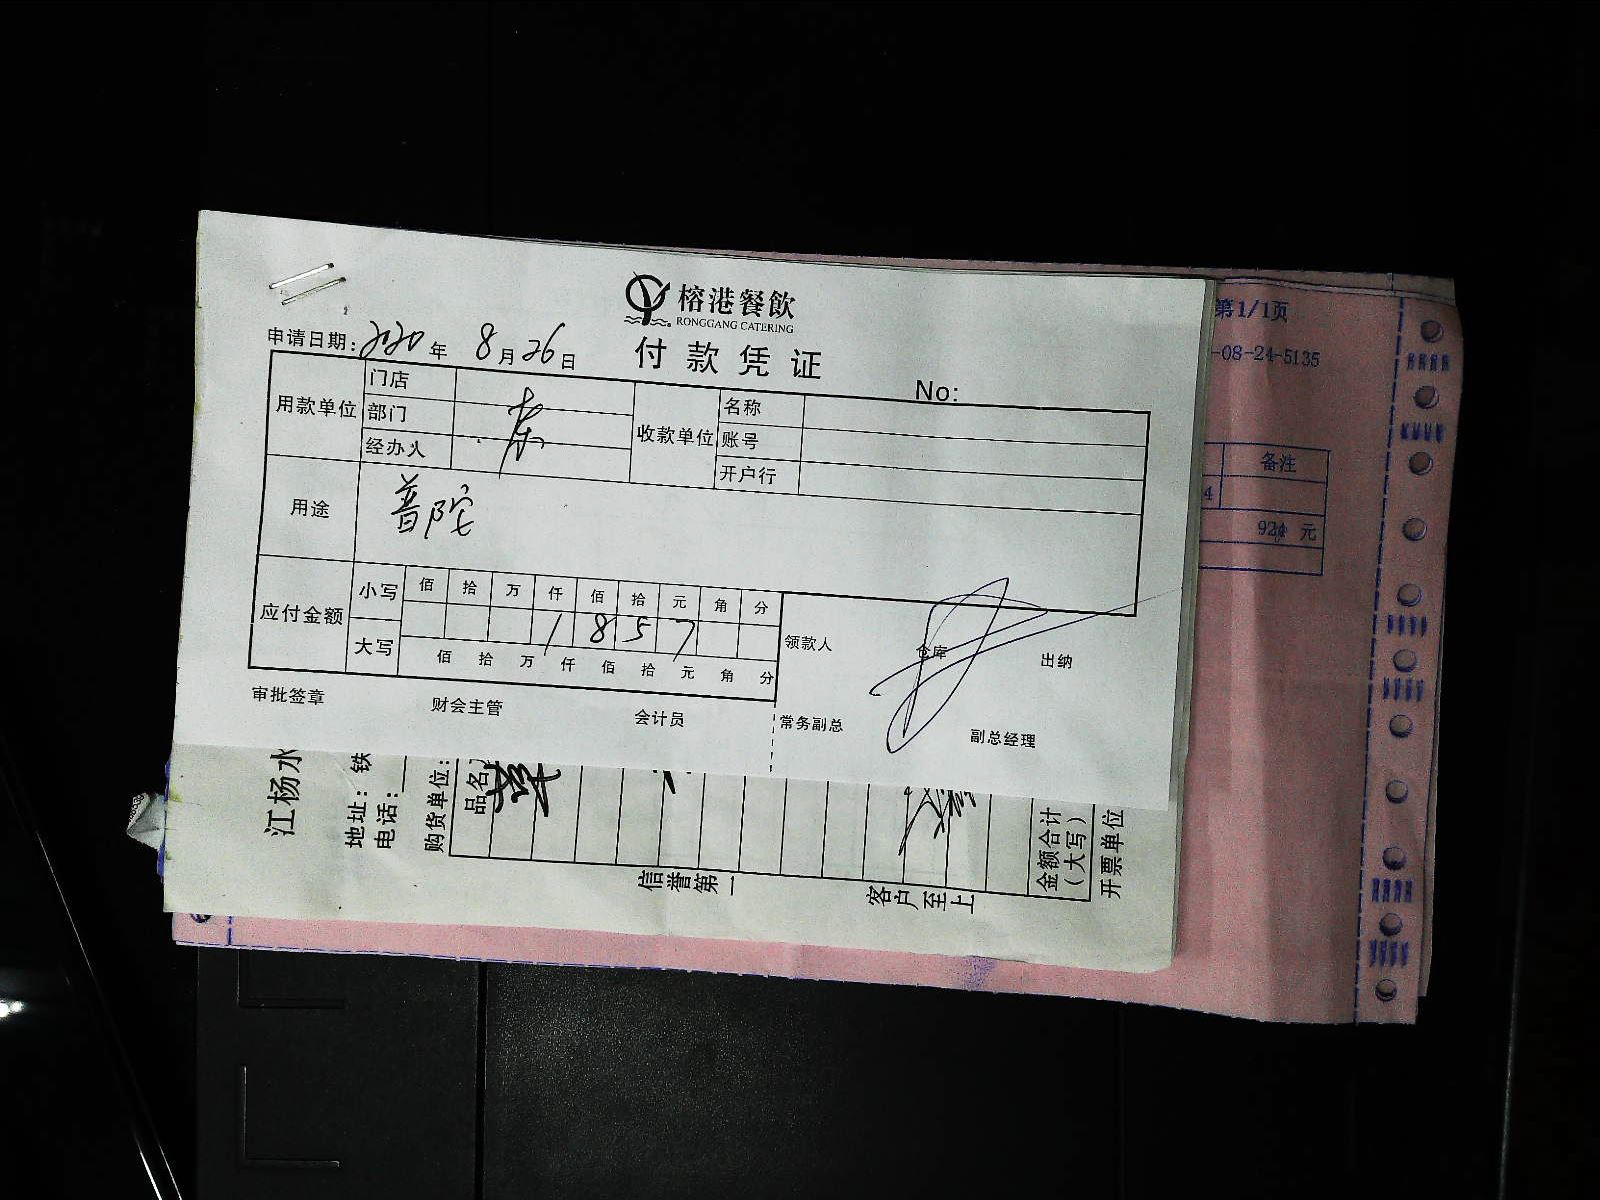 榕港餐飲
RONGGANG CATERING
付款凭证
申请日期:2020年 8月26日
No:
用款单位 门店
部门
经办人
收款单位 名称
账号
开户行
用途 普陀
应付金额 小写 佰 拾 万 仟 佰 拾 元 角 分
1 8 5 7
大写 佰 拾 万 仟 佰 拾 元 角 分
领款人 仓库 出纳
审批签章 财会主管 会计员 常务副总 副总经理
第1/1页
-08-24-5135
备注
4
元
江杨水
地址:铁
电话:
购货单位:
品名
金额合计
(大写)
开票单位
信誉第一
客户至上